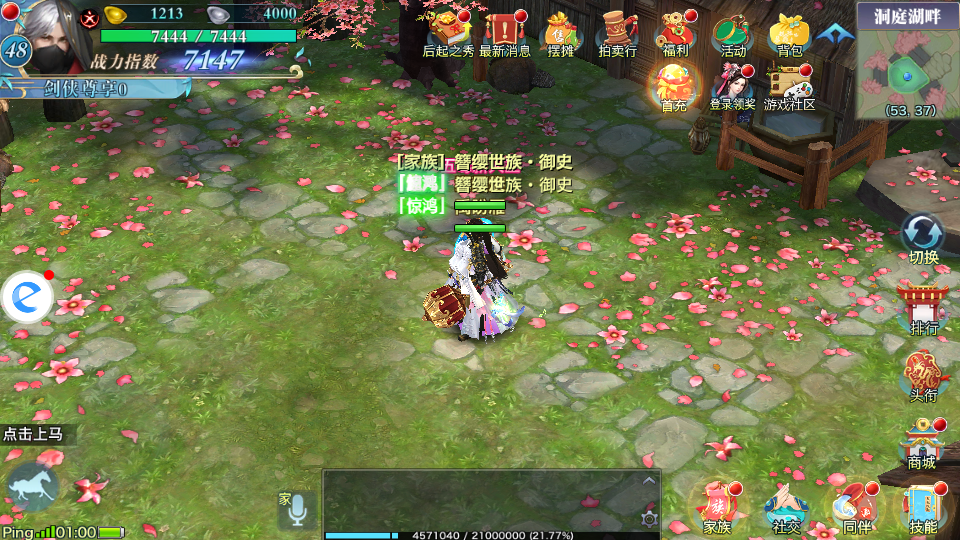 1213
4000
洞庭湖畔
48
7444 / 7444
战力指数 7147
后起之秀
最新消息
摆摊
拍卖行
福利
活动
背包
剑侠尊享0
首充
登录领奖
游戏社区
(53, 37)
[家族] 簪缨世族·御史
簪缨世族·御史
「惊鸿」
切换
排行
头衔
点击上马
商城
家
家族
社交
同伴
技能
Ping
01:00
4571040 / 21000000 (21.77%)